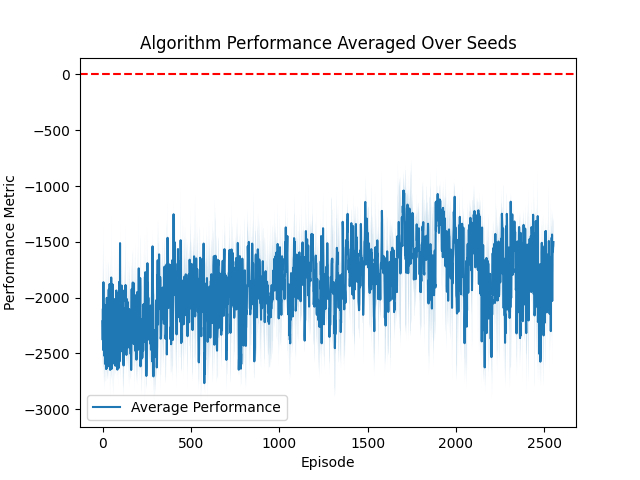 Algorithm Performance Averaged Over Seeds
0
−500
−1000
−1500
−2000
−2500
−3000
Performance Metric
Average Performance
0 500 1000 1500 2000 2500
Episode